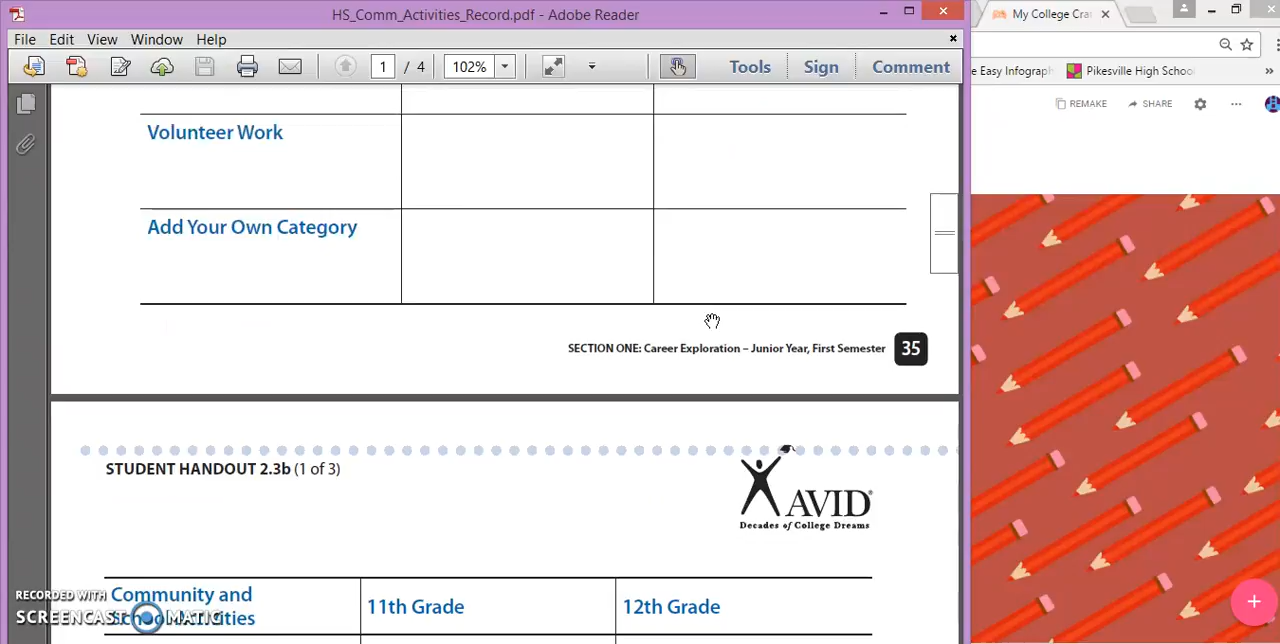 HS_Comm_Activities_Record.pdf - Adobe Reader
My College Cra
File Edit View Window Help
1 / 4 102% Tools Sign Comment
e Easy Infograph Pikesville High Schoo
REMAKE SHARE
Volunteer Work
Add Your Own Category
SECTION ONE: Career Exploration – Junior Year, First Semester 35
STUDENT HANDOUT 2.3b (1 of 3)
AVID®
Decades of College Dreams
Community and
School Activities
11th Grade 12th Grade
RECORDED WITH
SCREENCAST MATIC